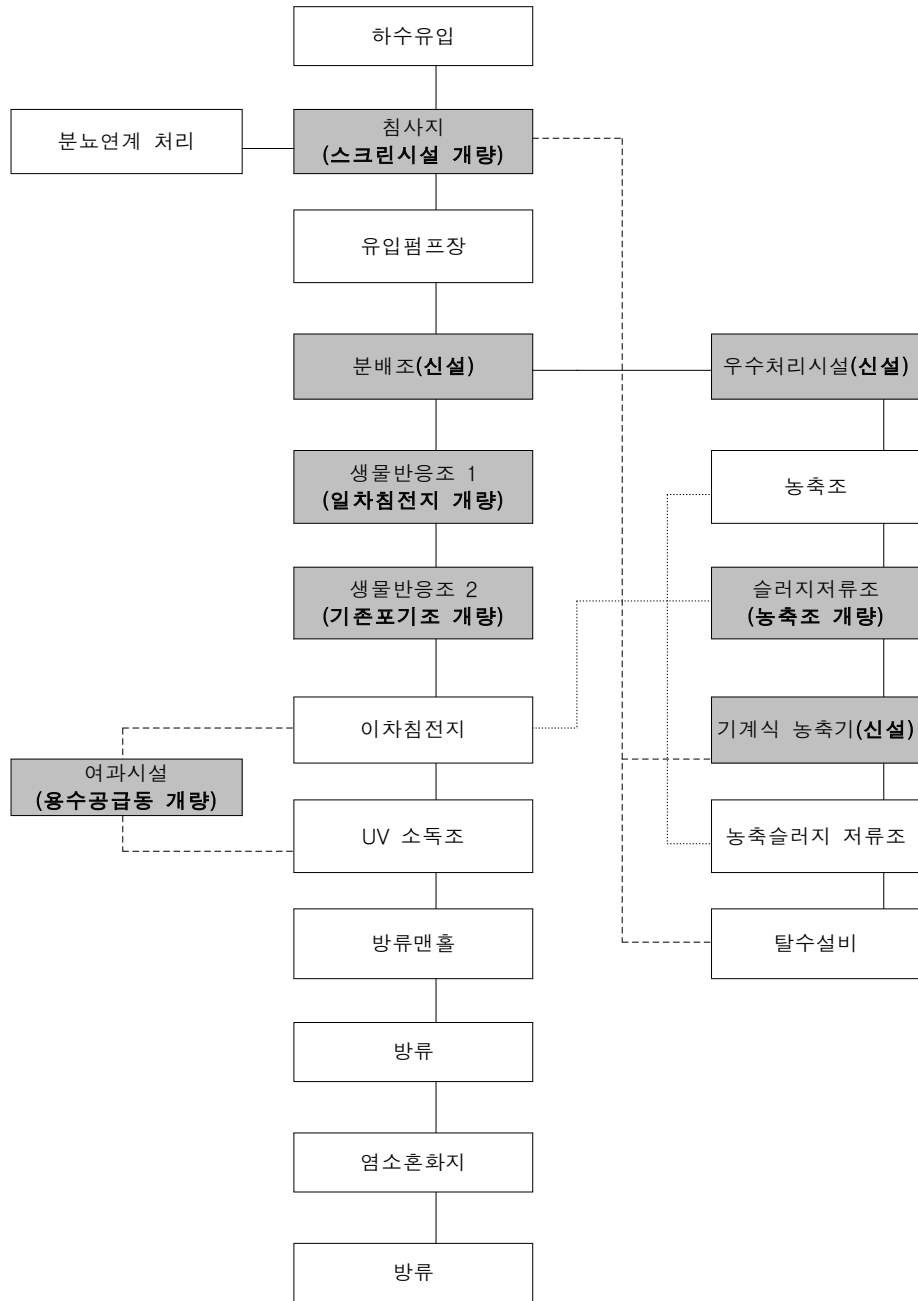 하수유입
분뇨연계 처리
침사지
(스크린시설 개량)
유입펌프장
분배조(신설)
우수처리시설(신설)
생물반응조 1
(일차침전지 개량)
농축조
생물반응조 2
(기존포기조 개량)
슬러지저류조
(농축조 개량)
이차침전지
기계식 농축기(신설)
여과시설
(용수공급동 개량)
UV 소독조
농축슬러지 저류조
방류맨홀
탈수설비
방류
염소혼화지
방류